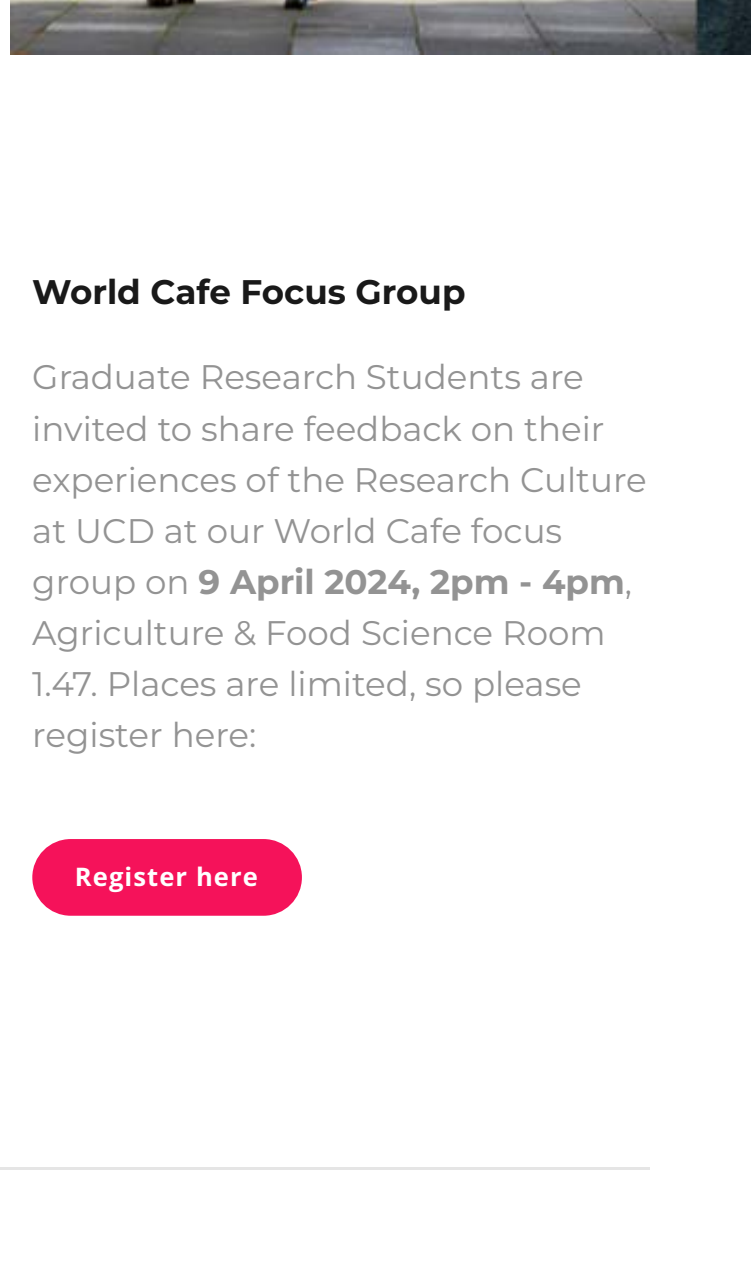 World Cafe Focus Group
Graduate Research Students are
invited to share feedback on their
experiences of the Research Culture
at UCD at our World Cafe focus
group on 9 April 2024, 2pm - 4pm,
Agriculture & Food Science Room
1.47. Places are limited, so please
register here:
Register here